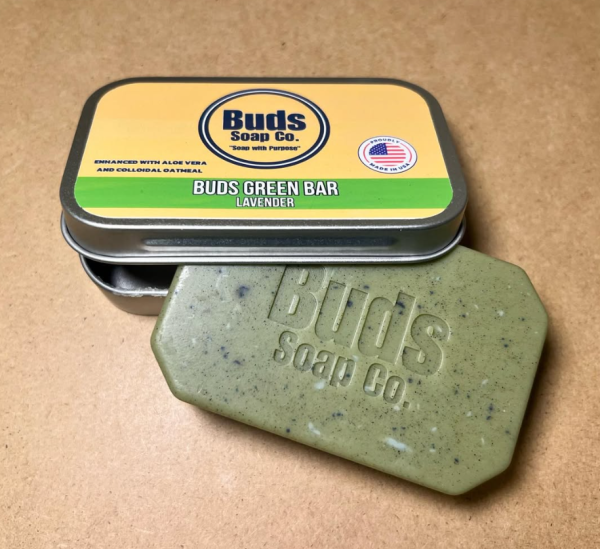 Buds
Soap Co.
"Soap with Purpose"
PROUDLY
MADE IN USA
ENHANCED WITH ALOE VERA
AND COLLOIDAL OATMEAL
BUDS GREEN BAR
LAVENDER
Buds
Soap Co.